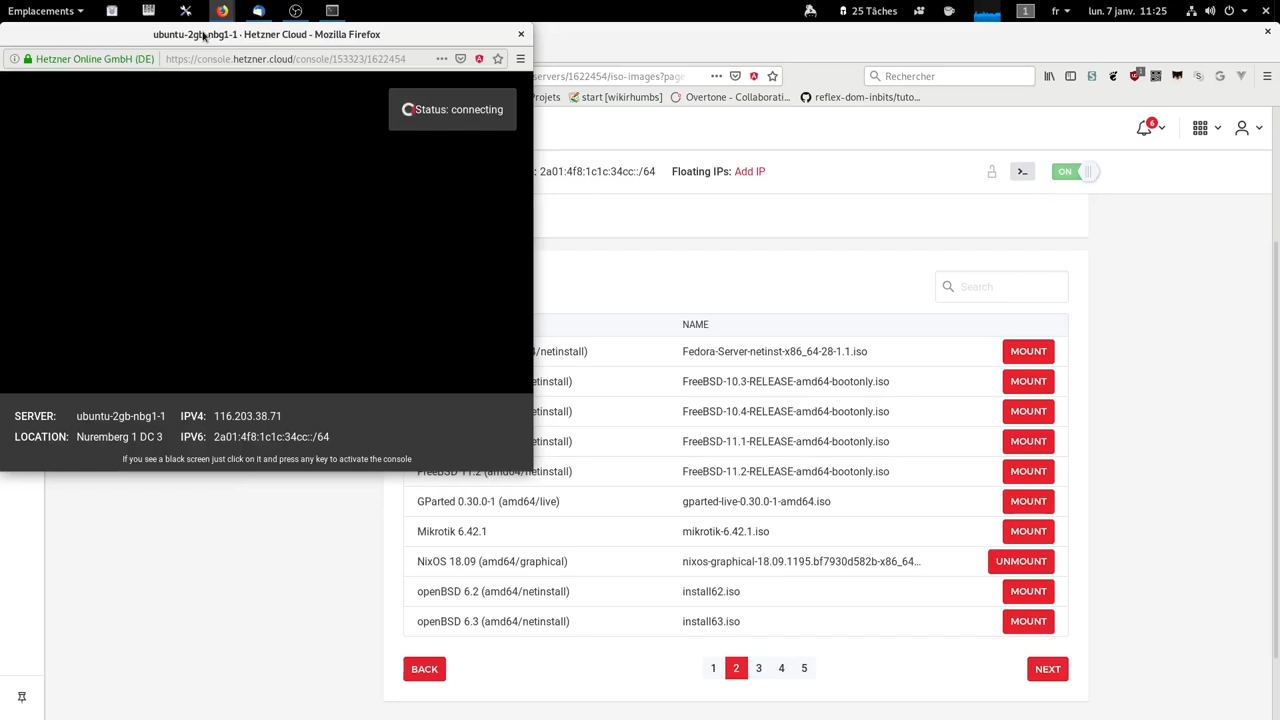 Emplacements
25 Tâches
1
fr
lun. 7 janv. 11:25
ubuntu-2gb-nbg1-1 · Hetzner Cloud - Mozilla Firefox
Hetzner Online GmbH (DE)
https://console.hetzner.cloud/console/153323/1622454
servers/1622454/iso-images?page
Rechercher
Projets
start [wikirhumbs]
Overtone - Collaborati...
reflex-dom-inbits/tuto...
Status: connecting
6
2a01:4f8:1c1c:34cc::/64
Floating IPs: Add IP
ON
Search
NAME
/netinstall)
Fedora-Server-netinst-x86_64-28-1.1.iso
MOUNT
FreeBSD-10.3-RELEASE-amd64-bootonly.iso
MOUNT
FreeBSD-10.4-RELEASE-amd64-bootonly.iso
MOUNT
FreeBSD-11.1-RELEASE-amd64-bootonly.iso
MOUNT
FreeBSD 11.2 (amd64/netinstall)
FreeBSD-11.2-RELEASE-amd64-bootonly.iso
MOUNT
GParted 0.30.0-1 (amd64/live)
gparted-live-0.30.0-1-amd64.iso
MOUNT
Mikrotik 6.42.1
mikrotik-6.42.1.iso
MOUNT
NixOS 18.09 (amd64/graphical)
nixos-graphical-18.09.1195.bf7930d582b-x86_64...
UNMOUNT
openBSD 6.2 (amd64/netinstall)
install62.iso
MOUNT
openBSD 6.3 (amd64/netinstall)
install63.iso
MOUNT
BACK
1 2 3 4 5
NEXT
SERVER: ubuntu-2gb-nbg1-1 IPV4: 116.203.38.71
LOCATION: Nuremberg 1 DC 3 IPV6: 2a01:4f8:1c1c:34cc::/64
If you see a black screen just click on it and press any key to activate the console